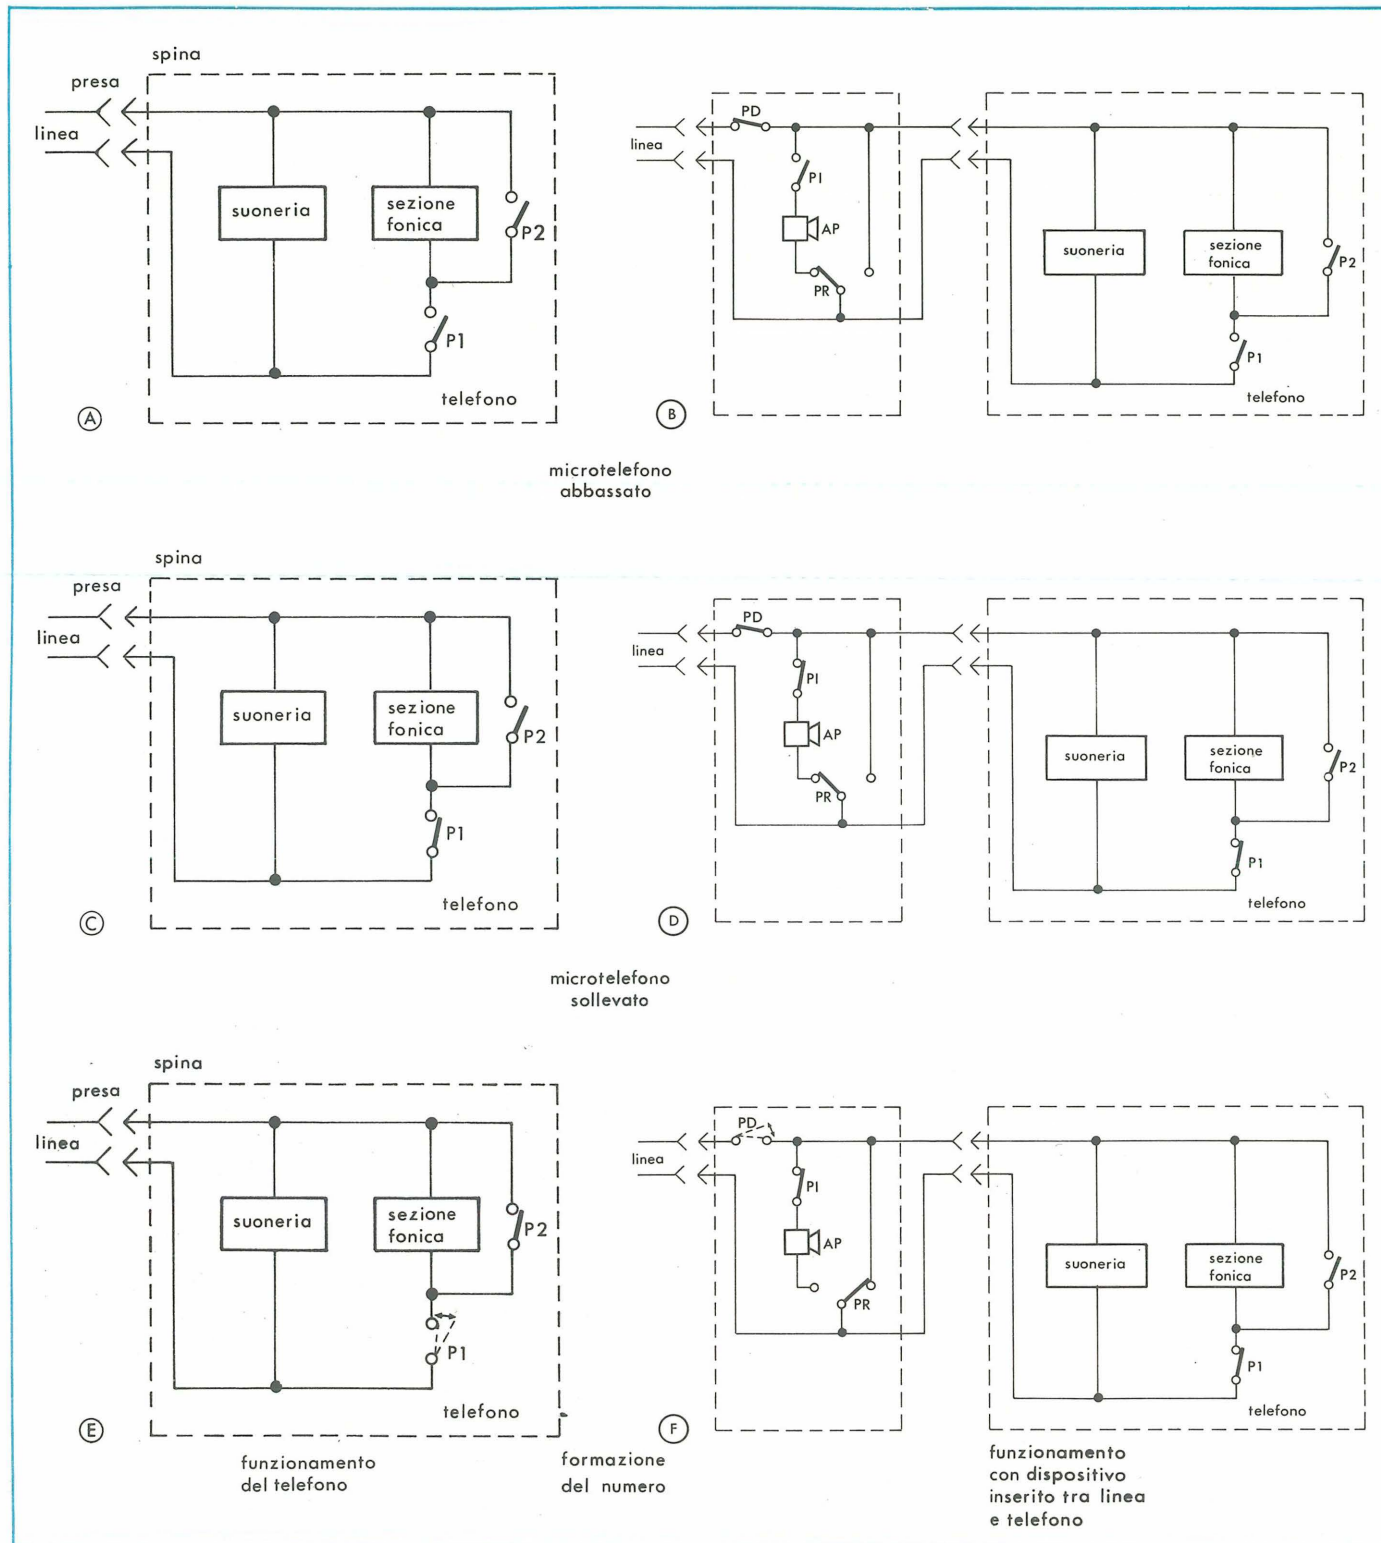 spina
presa
linea
suoneria
sezione
fonica
P2
P1
telefono
A
linea
PD
PI
AP
PR
suoneria
sezione
fonica
P2
P1
telefono
B
microtelefono
abbassato
spina
presa
linea
suoneria
sezione
fonica
P2
P1
telefono
C
linea
PD
PI
AP
PR
suoneria
sezione
fonica
P2
P1
telefono
D
microtelefono
sollevato
spina
presa
linea
suoneria
sezione
fonica
P2
P1
telefono
E
linea
PD
PI
AP
PR
suoneria
sezione
fonica
P2
P1
telefono
F
funzionamento
del telefono
formazione
del numero
funzionamento
con dispositivo
inserito tra linea
e telefono